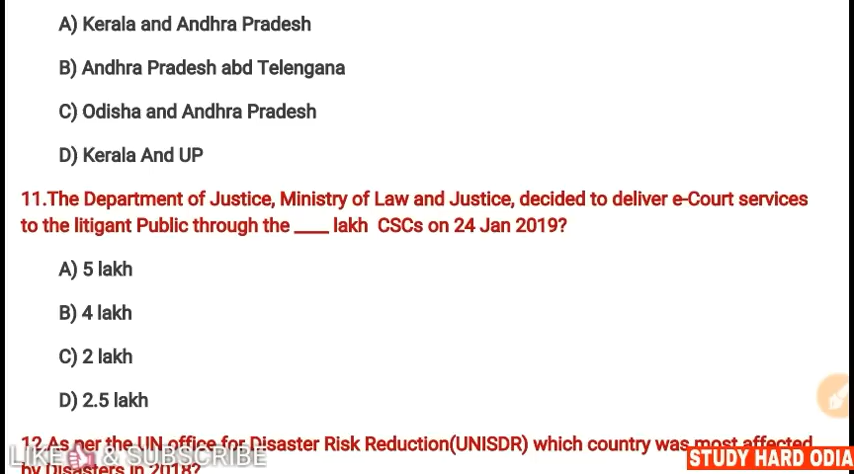 A) Kerala and Andhra Pradesh
B) Andhra Pradesh abd Telengana
C) Odisha and Andhra Pradesh
D) Kerala And UP
11.The Department of Justice, Ministry of Law and Justice, decided to deliver e-Court services
to the litigant Public through the ____ lakh CSCs on 24 Jan 2019?
A) 5 lakh
B) 4 lakh
C) 2 lakh
D) 2.5 lakh
12.As per the UN office for Disaster Risk Reduction(UNISDR) which country was most affected
by Disasters in 2018?
LIKE & SUBSCRIBE
STUDY HARD ODIA